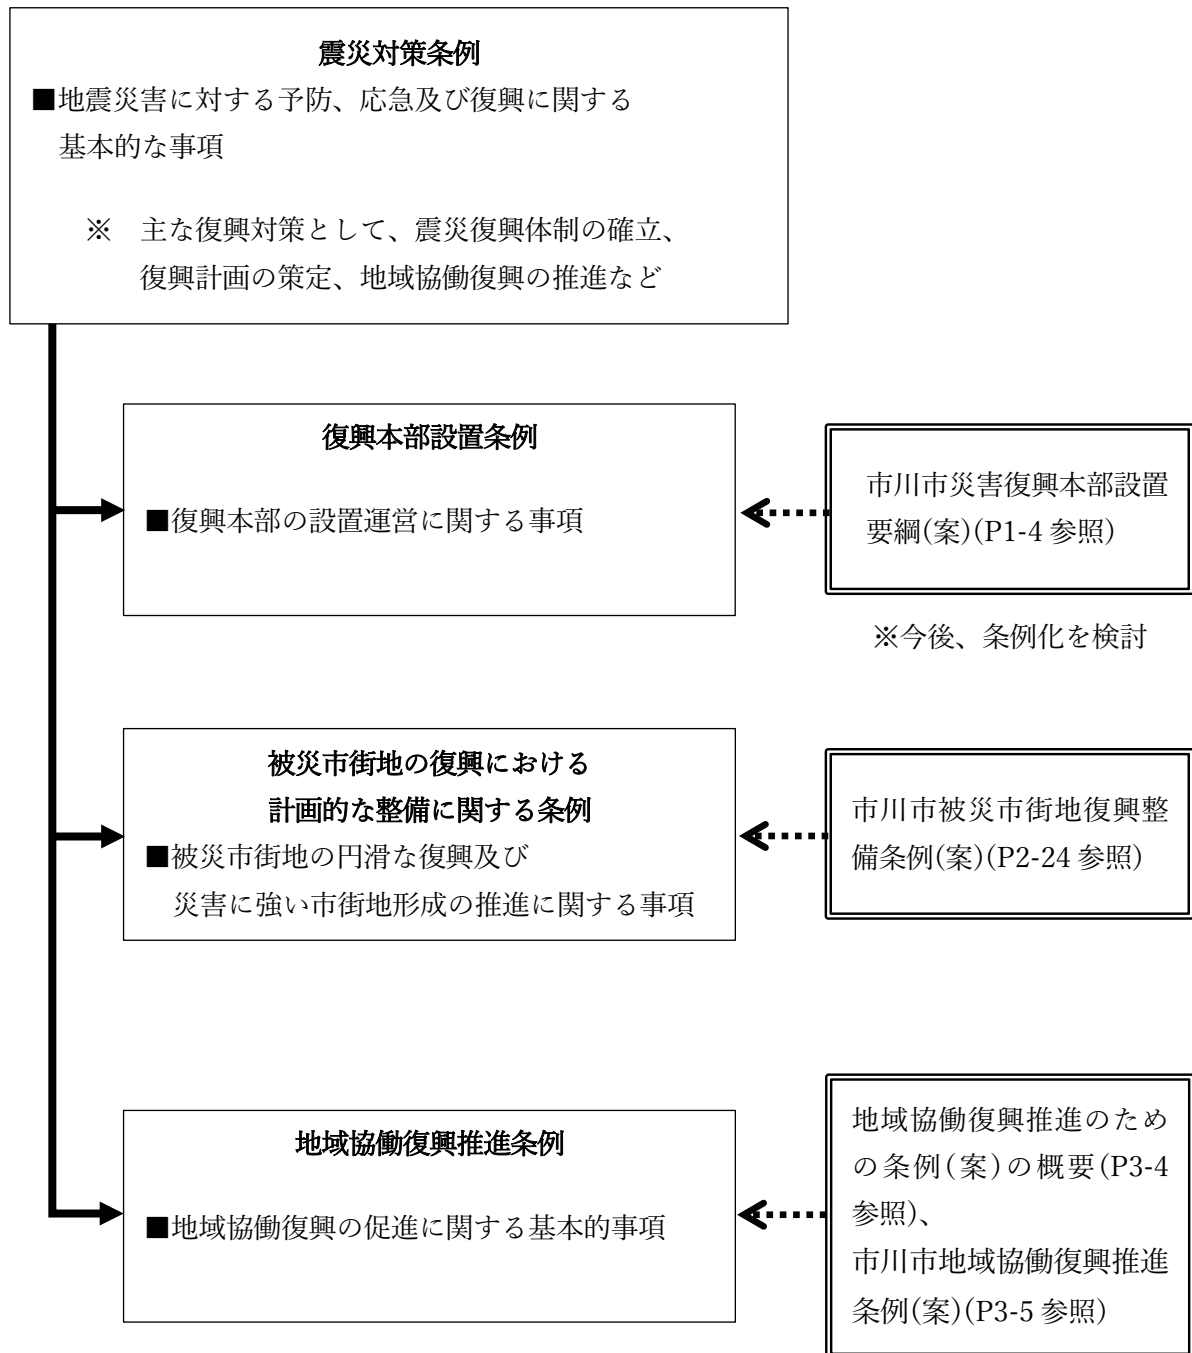 震災対策条例
■地震災害に対する予防、応急及び復興に関する
基本的な事項
※　主な復興対策として、震災復興体制の確立、
復興計画の策定、地域協働復興の推進など
復興本部設置条例
■復興本部の設置運営に関する事項
市川市災害復興本部設置
要綱(案)(P1-4 参照)
※今後、条例化を検討
被災市街地の復興における
計画的な整備に関する条例
■被災市街地の円滑な復興及び
災害に強い市街地形成の推進に関する事項
市川市被災市街地復興整
備条例(案)(P2-24 参照)
地域協働復興推進条例
■地域協働復興の促進に関する基本的事項
地域協働復興推進のため
の条例(案)の概要(P3-4
参照)、
市川市地域協働復興推進
条例(案)(P3-5 参照)